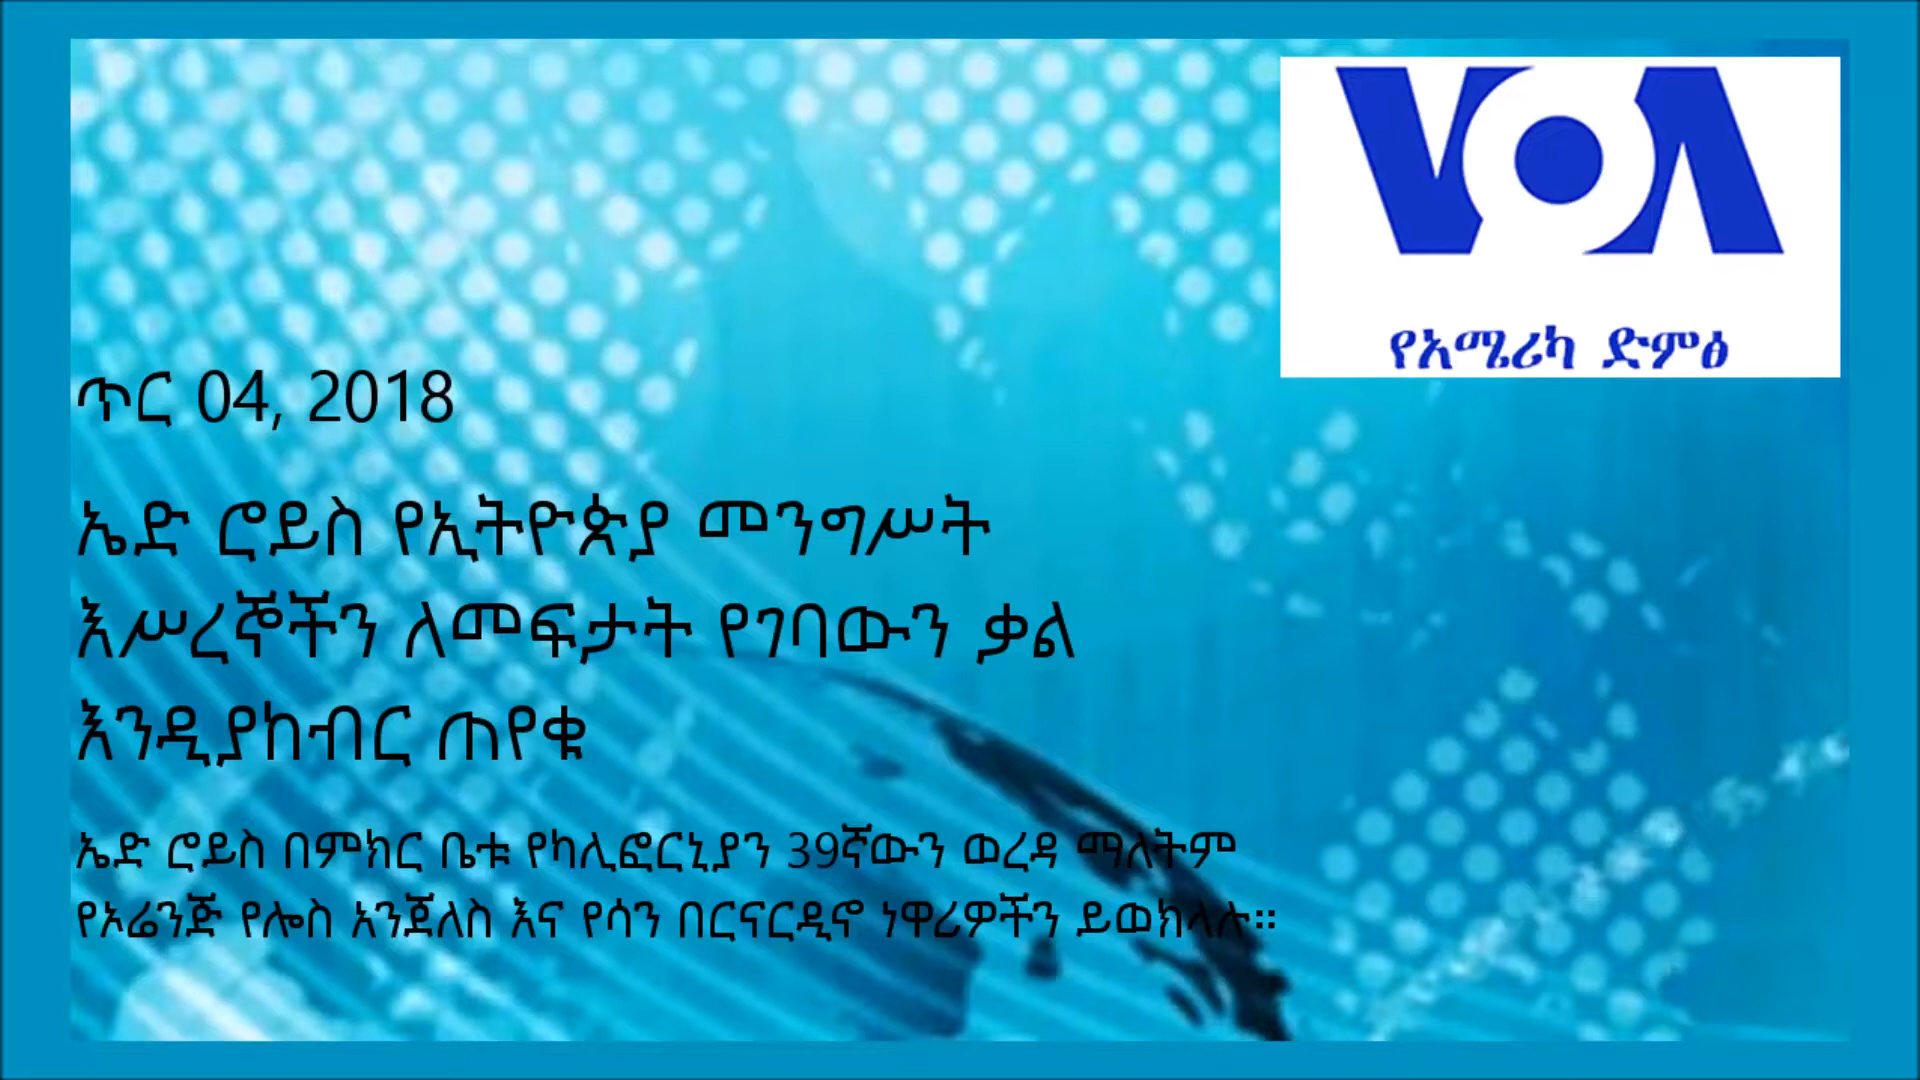 VOA
የአሜሪካ ድምፅ
ጥር 04, 2018
ኤድ ሮይስ የኢትዮጵያ መንግሥት
እሥረኞችን ለመፍታት የገባውን ቃል
እንዲያከብር ጠየቁ
ኤድ ሮይስ በምክር ቤቱ የካሊፎርኒያን 39ኛውን ወረዳ ማለትም
የኦሬንጅ የሎስ አንጀለስ እና የሳን በርናርዲኖ ነዋሪዎችን ይወክላሉ።